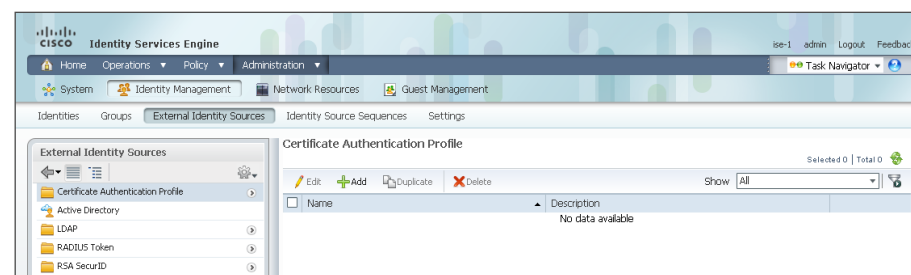 CISCO Identity Services Engine
ise-1 admin Logout Feedbac
Home Operations Policy Administration Task Navigator
System Identity Management Network Resources Guest Management
Identities Groups External Identity Sources Identity Source Sequences Settings
External Identity Sources
Certificate Authentication Profile
Active Directory
LDAP
RADIUS Token
RSA SecurID
Certificate Authentication Profile
Selected 0 | Total 0
Edit Add Duplicate Delete Show All
Name Description
No data available